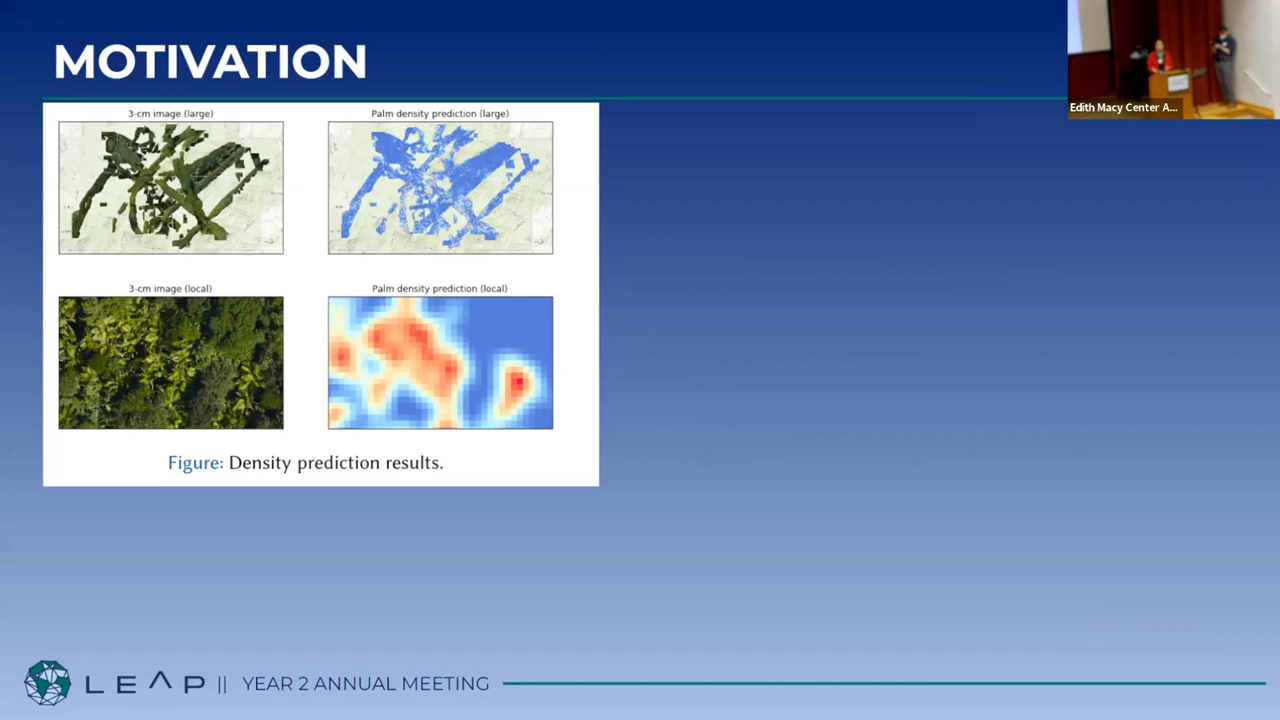 MOTIVATION
Edith Macy Center A...
3-cm image (large)
Palm density prediction (large)
3-cm image (local)
Palm density prediction (local)
Figure: Density prediction results.
LEAP || YEAR 2 ANNUAL MEETING